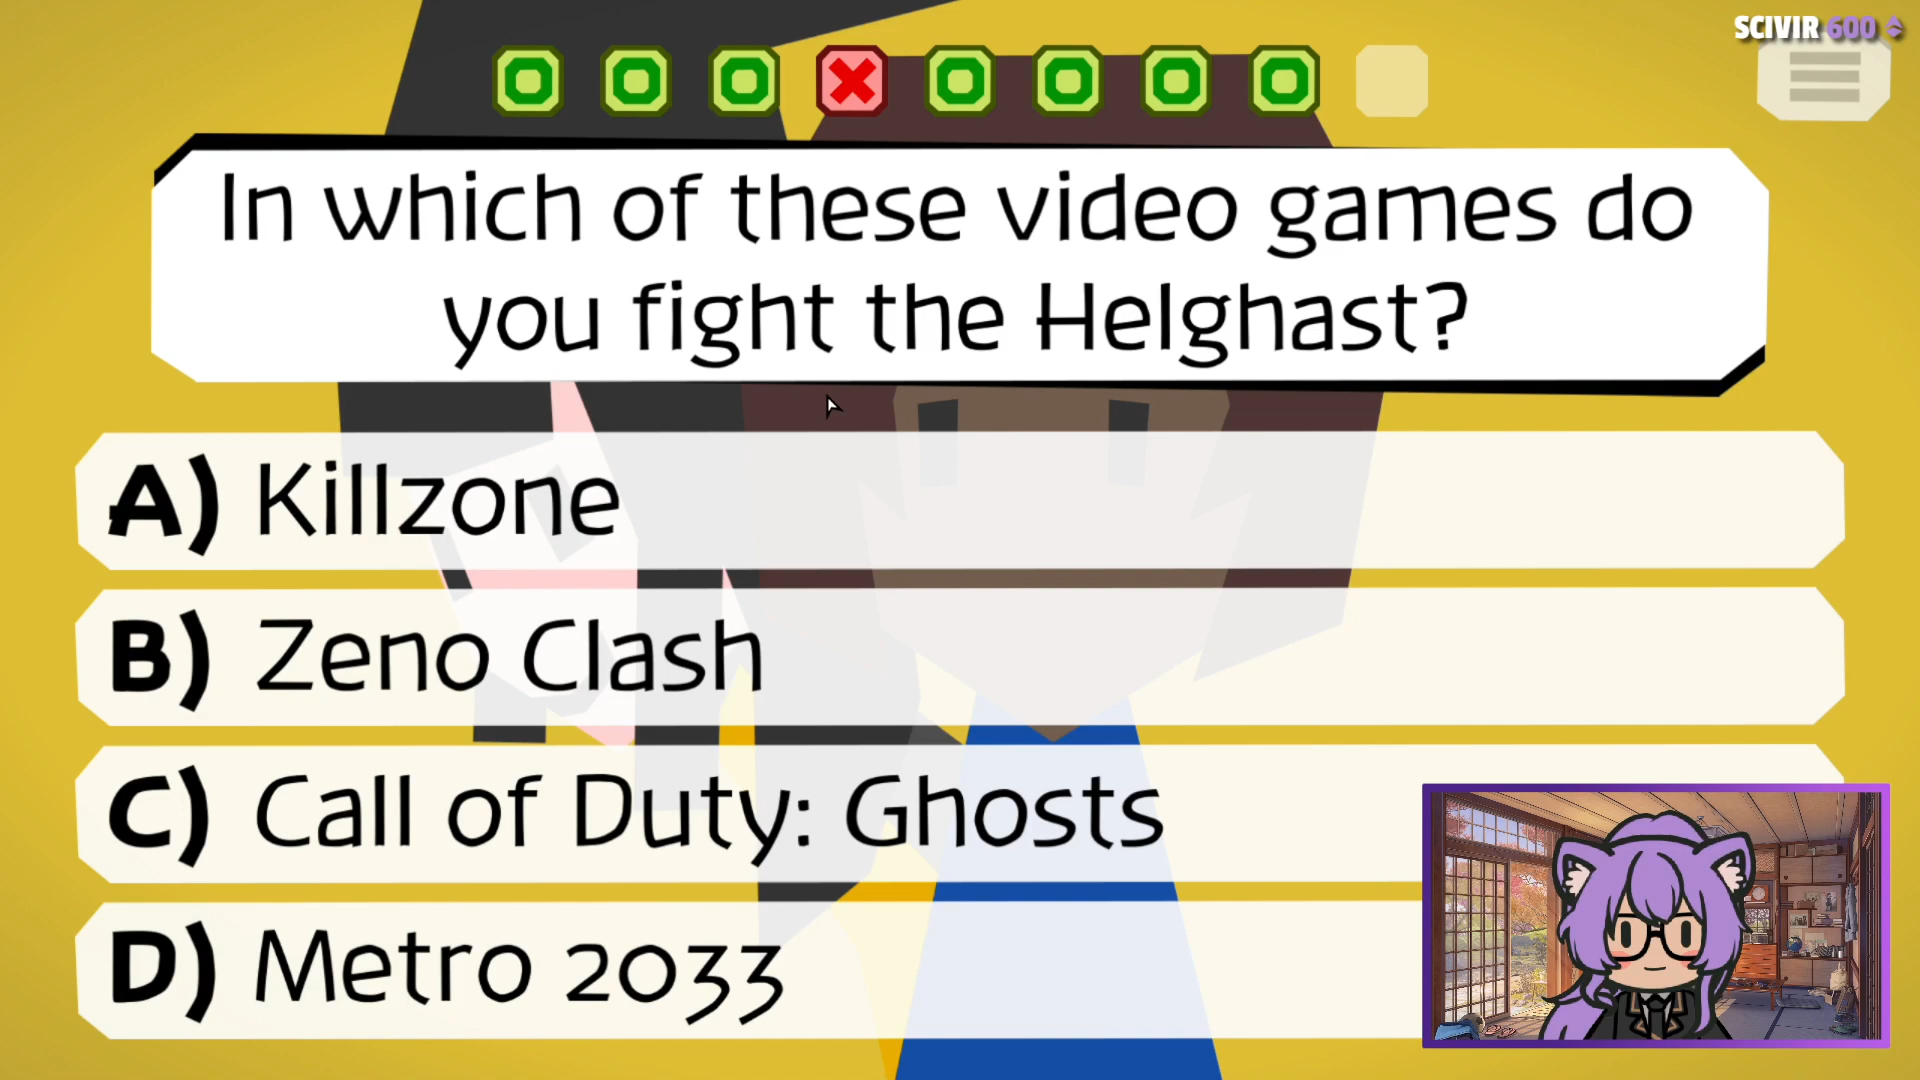 SCIVIR 600
In which of these video games do
you fight the Helghast?
A) Killzone
B) Zeno Clash
C) Call of Duty: Ghosts
D) Metro 2033